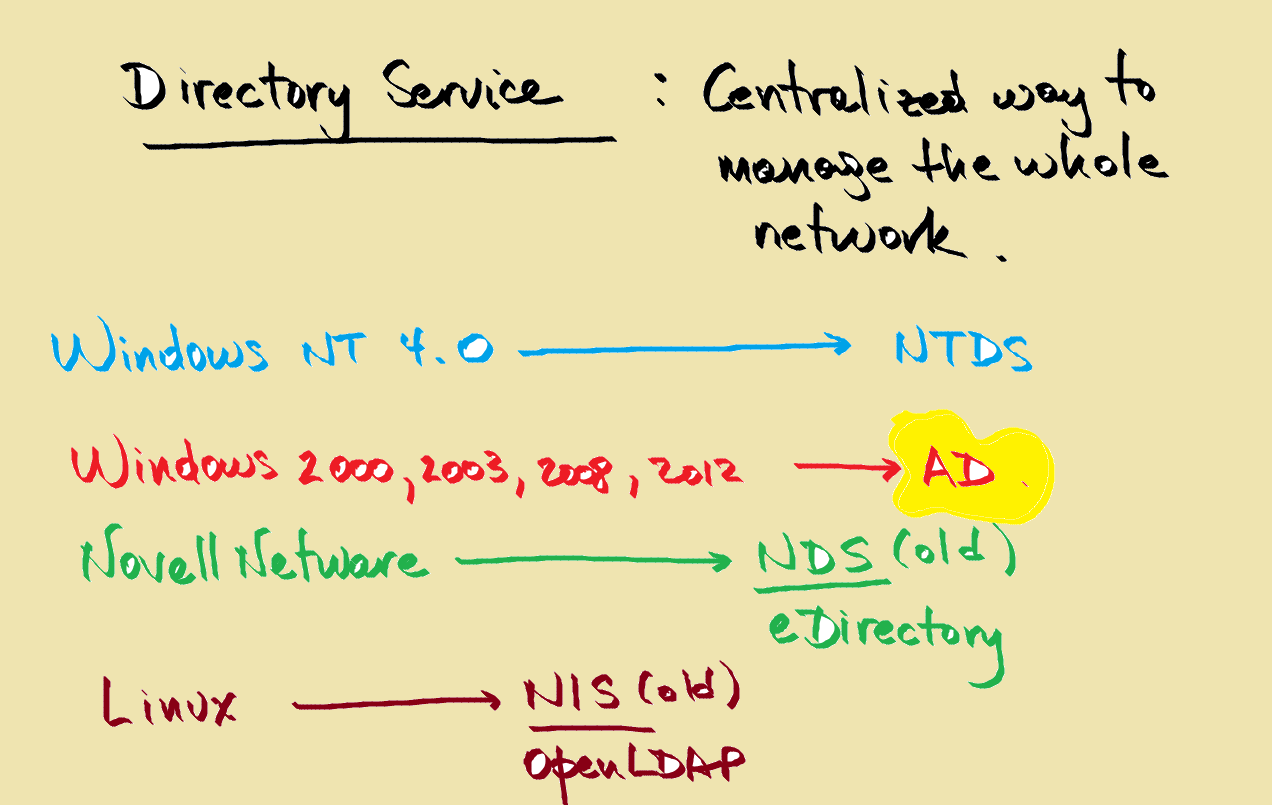 Directory Service : Centralized way to
manage the whole
network.
Windows NT 4.0 → NTDS
Windows 2000, 2003, 2008, 2012 → AD.
Novell Netware → NDS (old)
eDirectory
Linux → NIS (old)
OpenLDAP